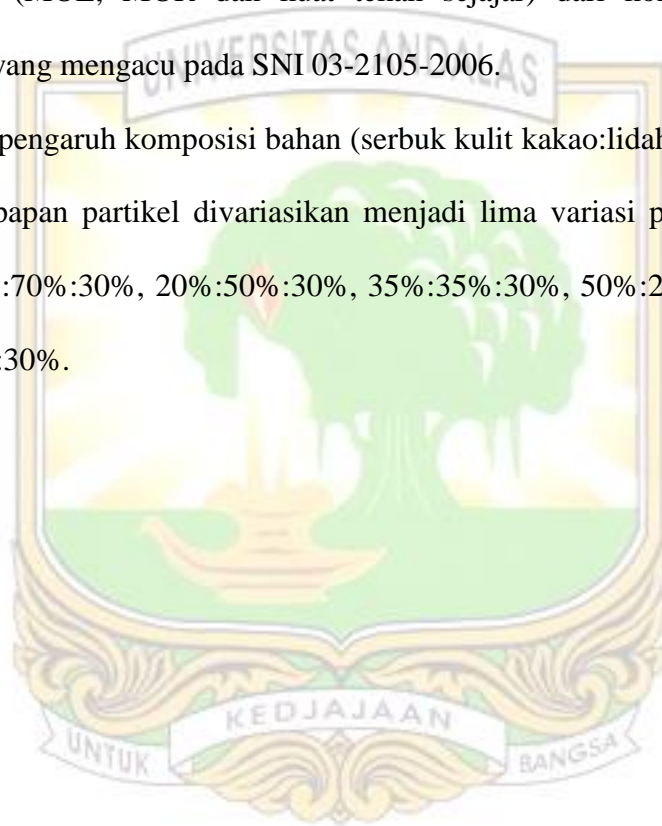 (MOE, MOR dan kuat tekan sejajar) dari
yang mengacu pada SNI 03-2105-2006.
pengaruh komposisi bahan (serbuk kulit kakao:lidah
papan partikel divariasikan menjadi lima variasi
:70%:30%, 20%:50%:30%, 35%:35%:30%, 50%:2
:30%.
UNIVERSITAS ANDALAS
KEDJAJAAN
UNTUK
BANGSA